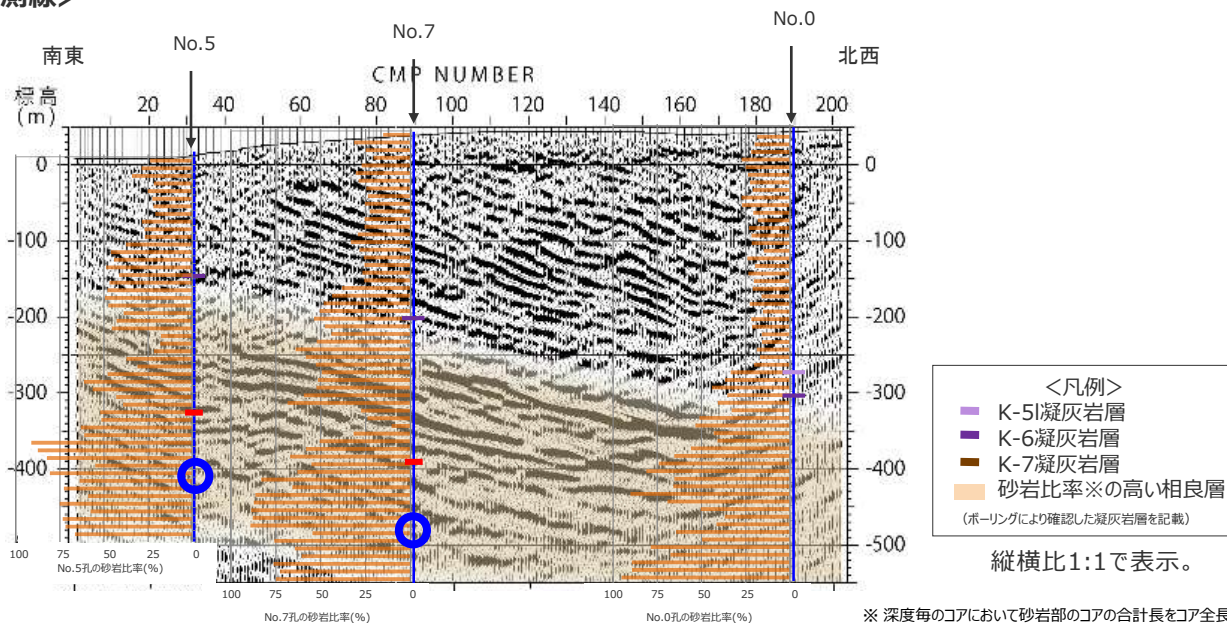 測線>
No.5
No.7
No.0
南東
北西
CMP NUMBER
標高
(m)
20 40 60 80 100 120 140 160 180 200
0 0
-100 -100
-200 -200
-300 -300
-400 -400
-500
100 75 50 25 0
No.5孔の砂岩比率(%)
100 75 50 25 0
No.7孔の砂岩比率(%)
100 75 50 25 0
No.0孔の砂岩比率(%)
<凡例>
K-5l凝灰岩層
K-6凝灰岩層
K-7凝灰岩層
砂岩比率※の高い相良層
(ボーリングにより確認した凝灰岩層を記載)
縦横比1:1で表示。
※ 深度毎のコアにおいて砂岩部のコアの合計長をコア全長